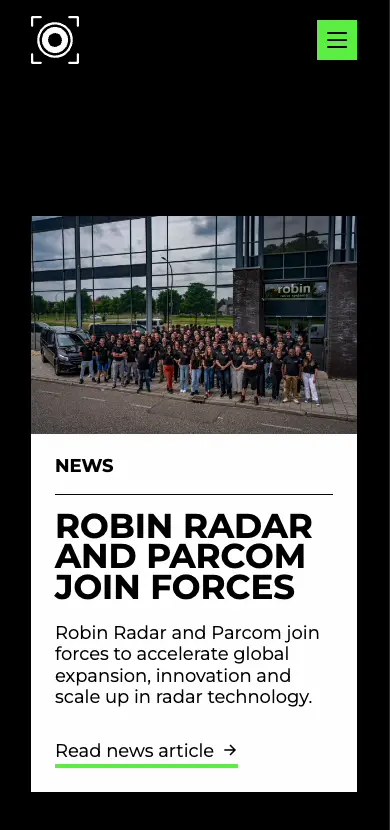 robin
NEWS
ROBIN RADAR
AND PARCOM
JOIN FORCES
Robin Radar and Parcom join
forces to accelerate global
expansion, innovation and
scale up in radar technology.
Read news article →